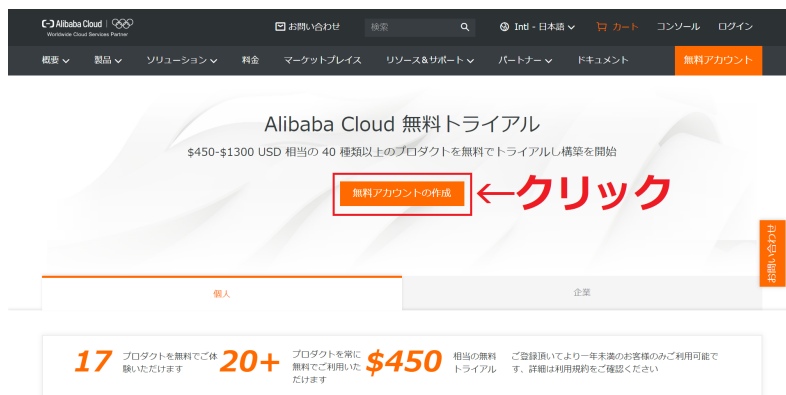 Alibaba Cloud
Worldwide Cloud Services Partner
お問い合わせ
検索
Intl - 日本語
カート
コンソール
ログイン
概要
製品
ソリューション
料金
マーケットプレイス
リソース&サポート
パートナー
ドキュメント
無料アカウント
Alibaba Cloud 無料トライアル
$450-$1300 USD 相当の 40 種類以上のプロダクトを無料でトライアルし構築を開始
無料アカウントの作成
←クリック
お問い合わせ
個人
企業
17
プロダクトを無料でご体
験いただけます
20+
プロダクトを常に
無料でご利用いた
だけます
$450
相当の無料
トライアル
ご登録頂いてより一年未満のお客様のみご利用可能で
す、詳細は利用規約をご確認ください